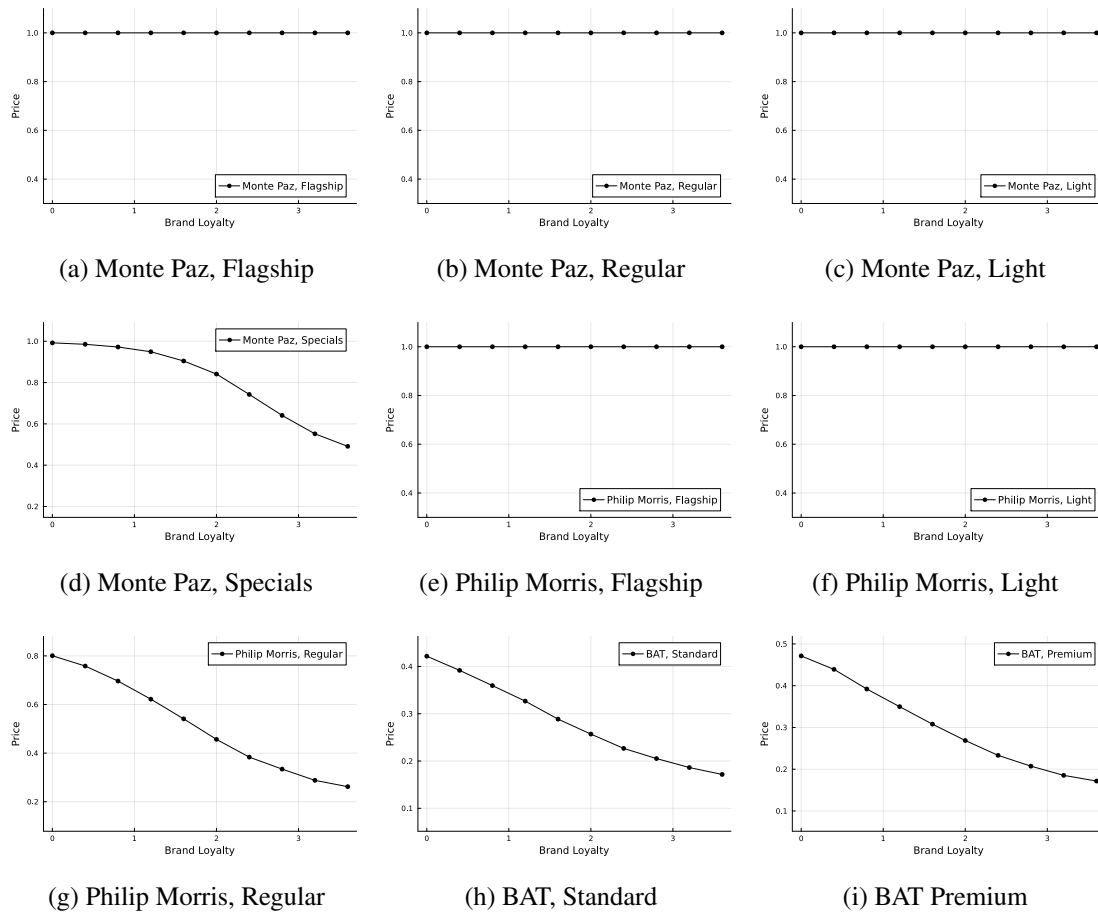 1.0
0.8
0.6
0.4
Price
0 1 2 3
Brand Loyalty
Monte Paz, Flagship
(a) Monte Paz, Flagship
1.0
0.8
0.6
0.4
Price
0 1 2 3
Brand Loyalty
Monte Paz, Regular
(b) Monte Paz, Regular
1.0
0.8
0.6
0.4
Price
0 1 2 3
Brand Loyalty
Monte Paz, Light
(c) Monte Paz, Light
1.0
0.8
0.6
0.4
0.2
Price
0 1 2 3
Brand Loyalty
Monte Paz, Specials
(d) Monte Paz, Specials
1.0
0.8
0.6
0.4
Price
0 1 2 3
Brand Loyalty
Philip Morris, Flagship
(e) Philip Morris, Flagship
1.0
0.8
0.6
0.4
Price
0 1 2 3
Brand Loyalty
Philip Morris, Light
(f) Philip Morris, Light
0.8
0.6
0.4
0.2
Price
0 1 2 3
Brand Loyalty
Philip Morris, Regular
(g) Philip Morris, Regular
0.4
0.3
0.2
0.1
Price
0 1 2 3
Brand Loyalty
BAT, Standard
(h) BAT, Standard
0.5
0.4
0.3
0.2
0.1
Price
0 1 2 3
Brand Loyalty
BAT, Premium
(i) BAT Premium